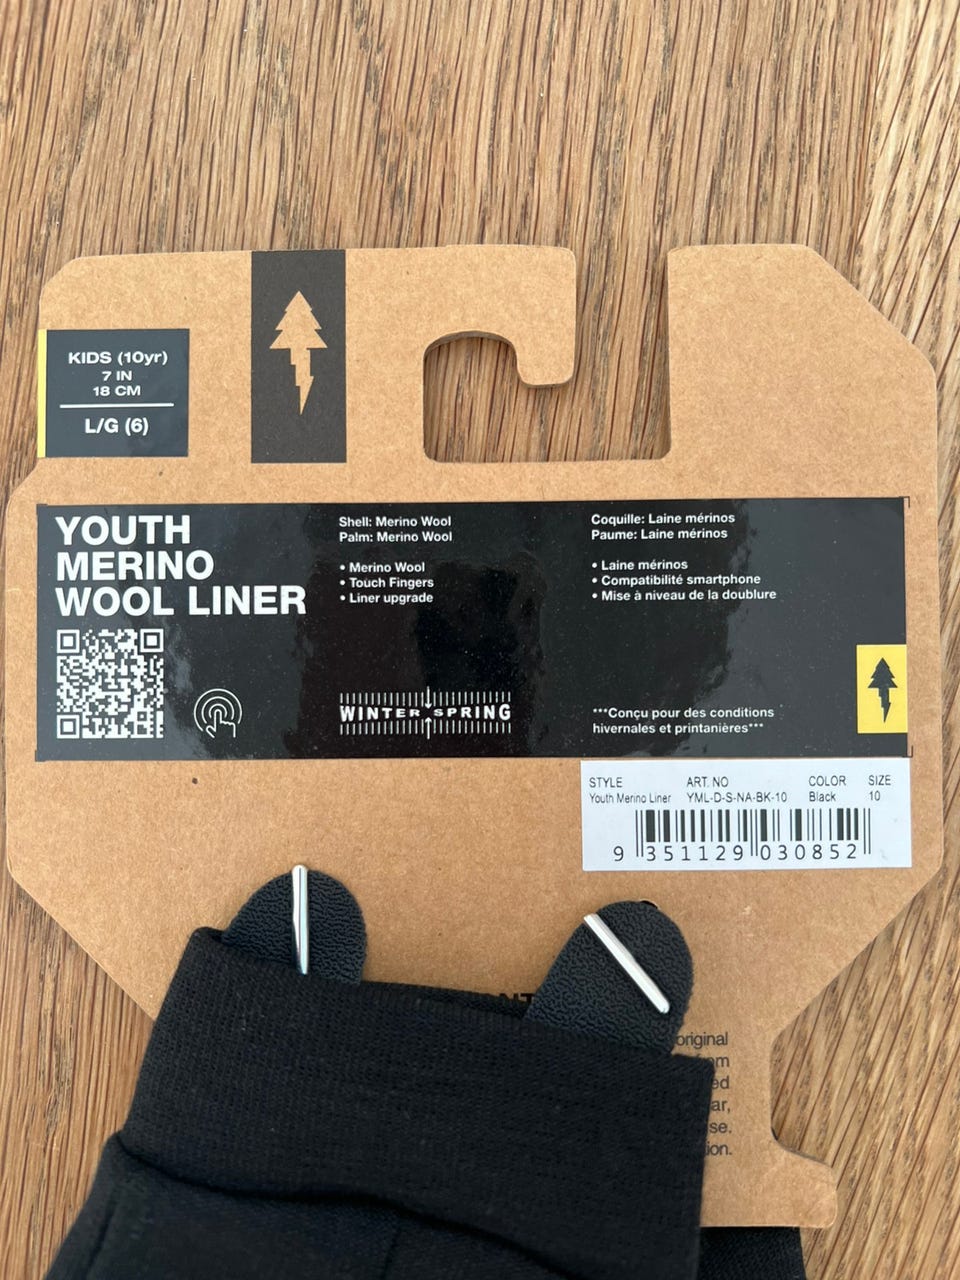 KIDS (10yr)
7 IN
18 CM
L/G (6)
YOUTH
MERINO
WOOL LINER
Shell: Merino Wool
Palm: Merino Wool
• Merino Wool
• Touch Fingers
• Liner upgrade
WINTER SPRING
Coquille: Laine mérinos
Paume: Laine mérinos
• Laine mérinos
• Compatibilité smartphone
• Mise à niveau de la doublure
***Conçu pour des conditions
hivernales et printanières***
STYLE ART. NO COLOR SIZE
Youth Merino Liner YML-D-S-NA-BK-10 Black 10
9 351129 030852
original